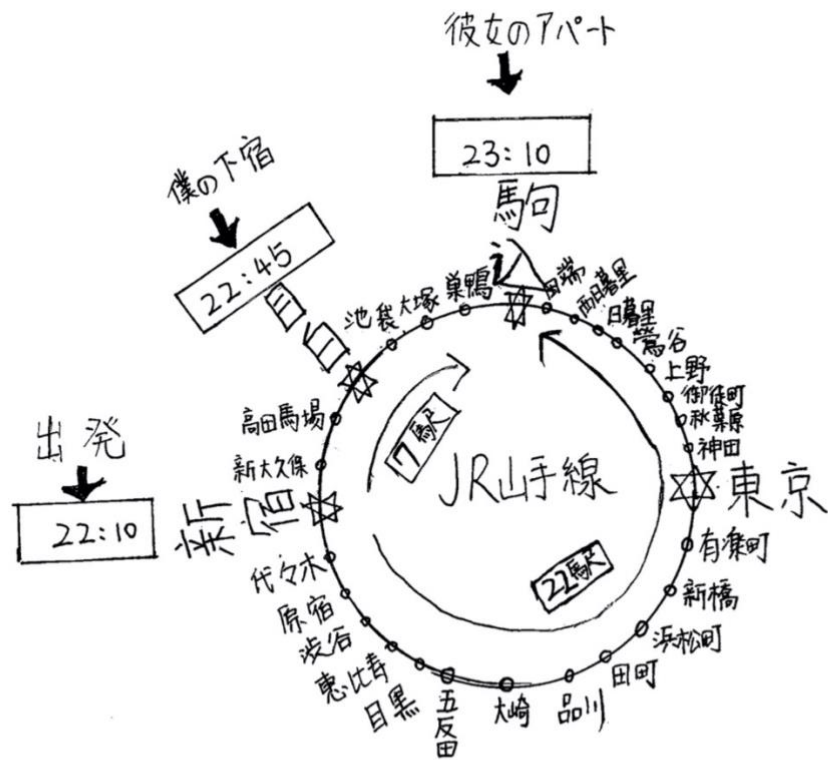 彼女のアパート
23:10
駒込
僕の下宿
22:45
目白
出発
22:10
新宿
池袋
大塚
巣鴨
田端
西日暮里
日暮里
鶯谷
上野
御徒町
秋葉原
神田
東京
有楽町
新橋
浜松町
田町
品川
大崎
五反田
目黒
恵比寿
渋谷
原宿
代々木
新大久保
高田馬場
7駅
JR山手線
22駅